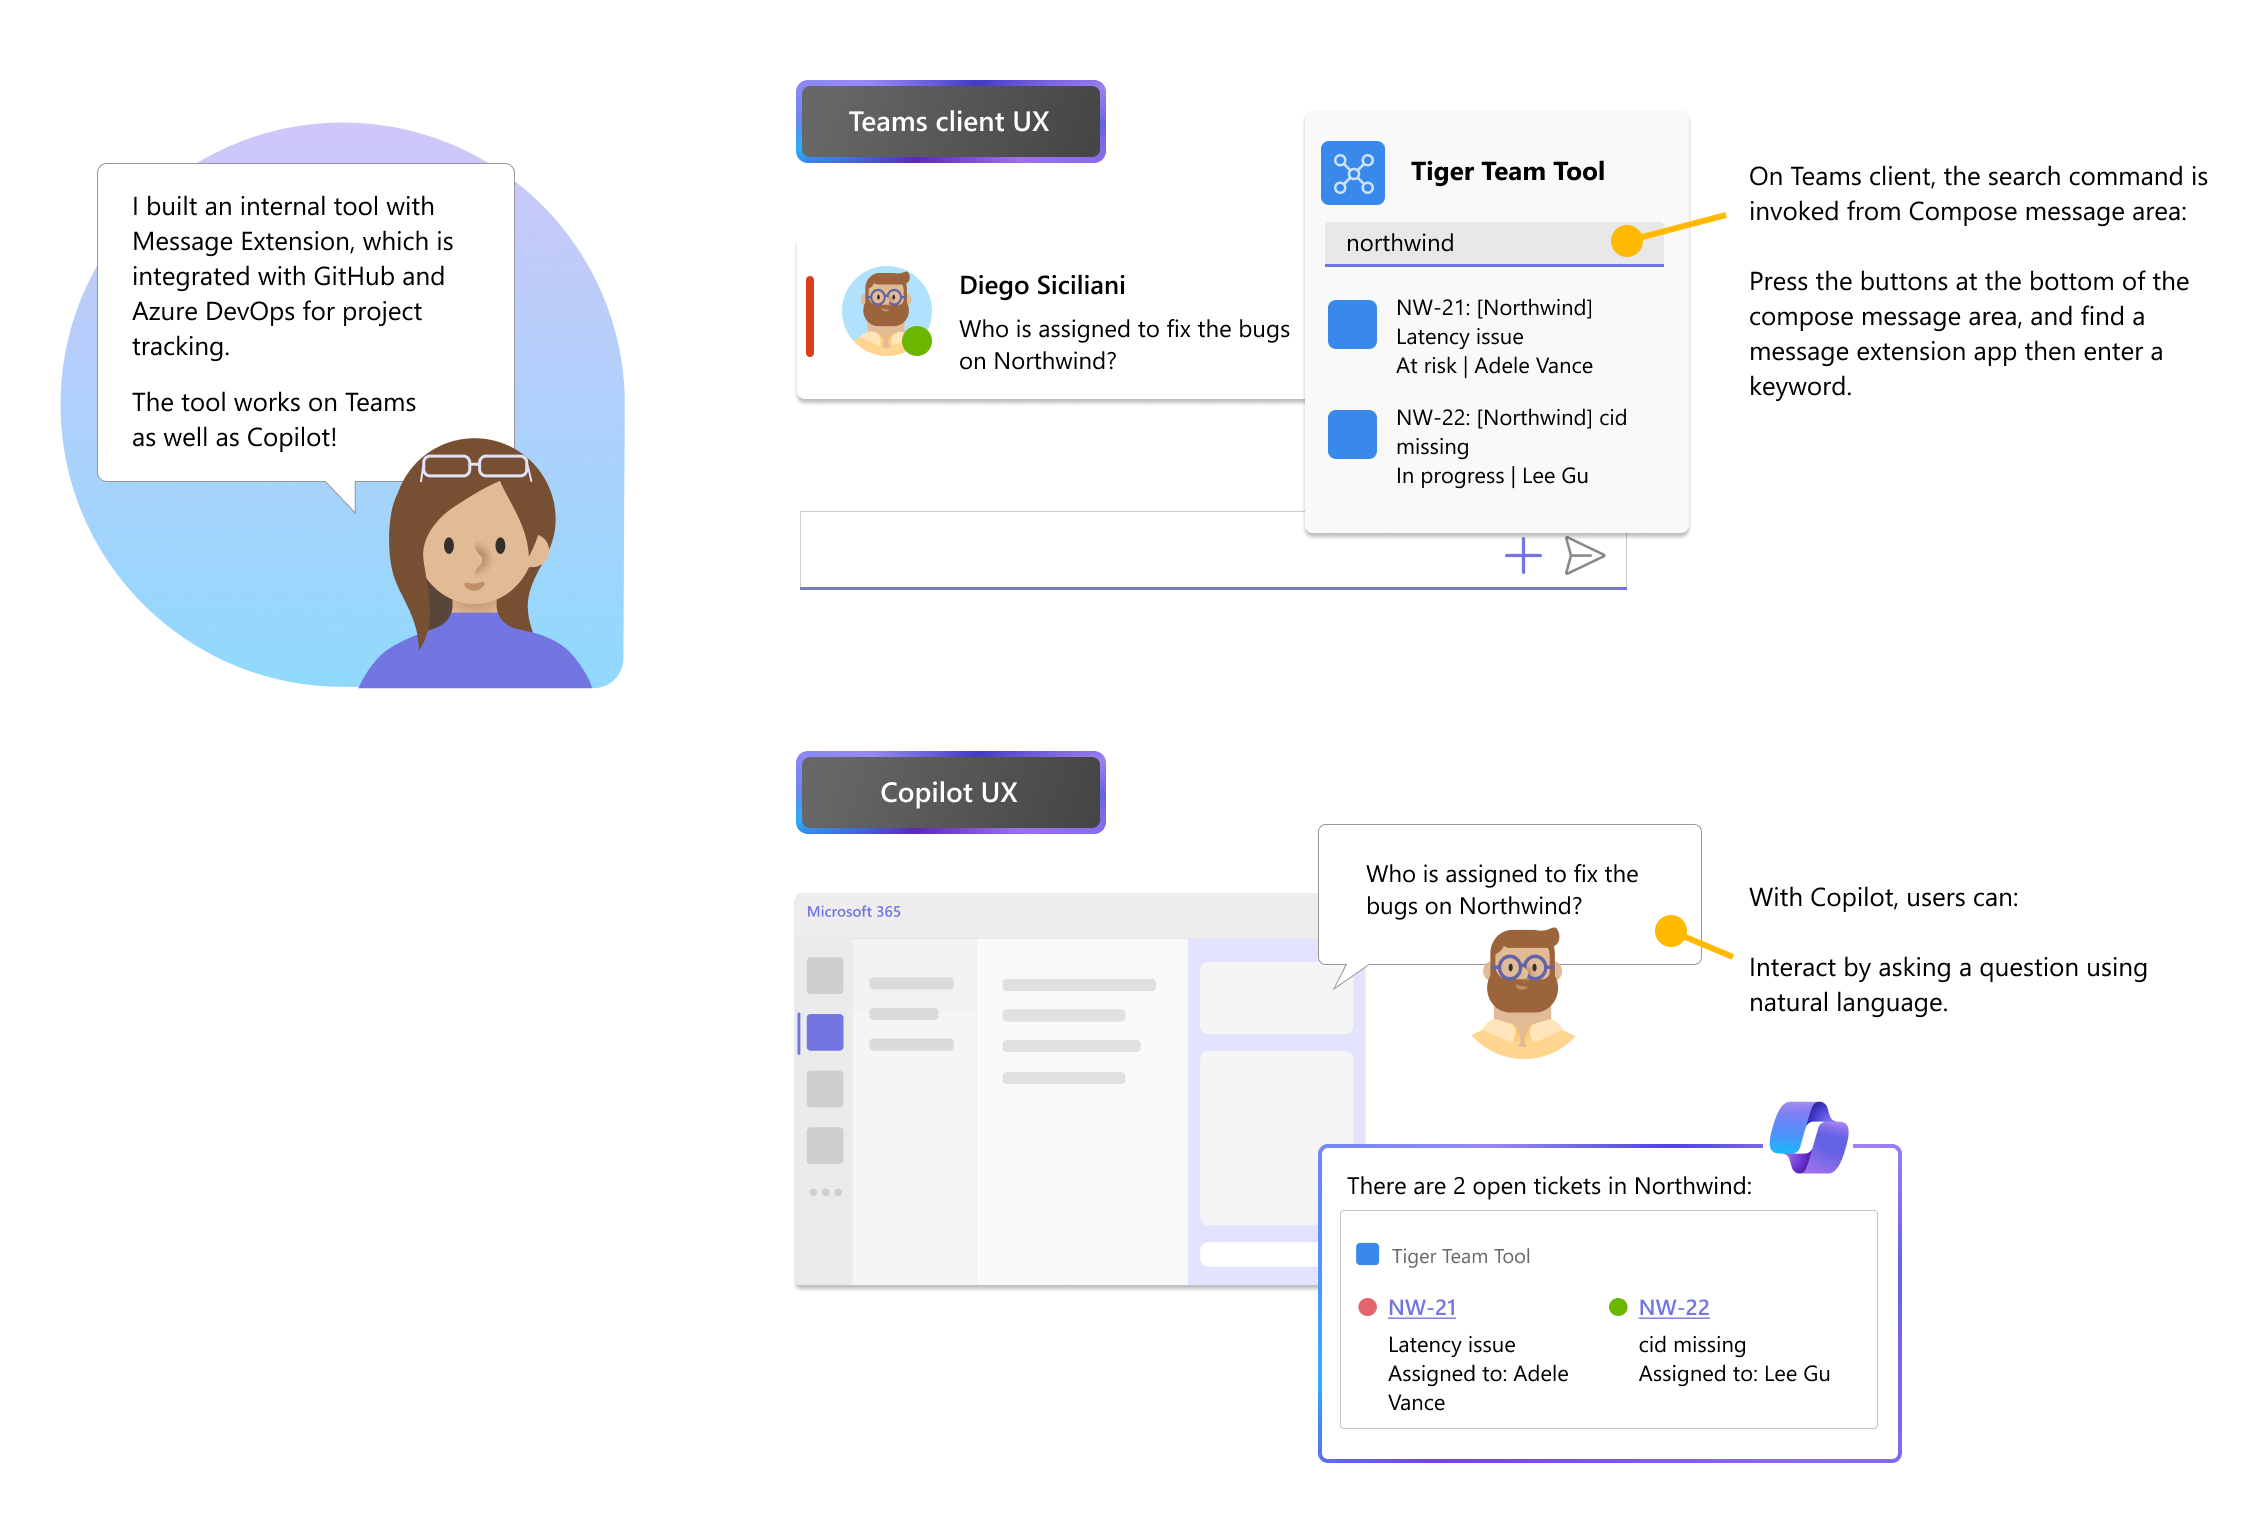 I built an internal tool with
Message Extension, which is
integrated with GitHub and
Azure DevOps for project
tracking.
The tool works on Teams
as well as Copilot!
Teams client UX
Diego Siciliani
Who is assigned to fix the bugs
on Northwind?
Tiger Team Tool
northwind
NW-21: [Northwind]
Latency issue
At risk | Adele Vance
NW-22: [Northwind] cid
missing
In progress | Lee Gu
On Teams client, the search command is
invoked from Compose message area:
Press the buttons at the bottom of the
compose message area, and find a
message extension app then enter a
keyword.
Copilot UX
Microsoft 365
Who is assigned to fix the
bugs on Northwind?
With Copilot, users can:
Interact by asking a question using
natural language.
There are 2 open tickets in Northwind:
Tiger Team Tool
NW-21
Latency issue
Assigned to: Adele
Vance
NW-22
cid missing
Assigned to: Lee Gu